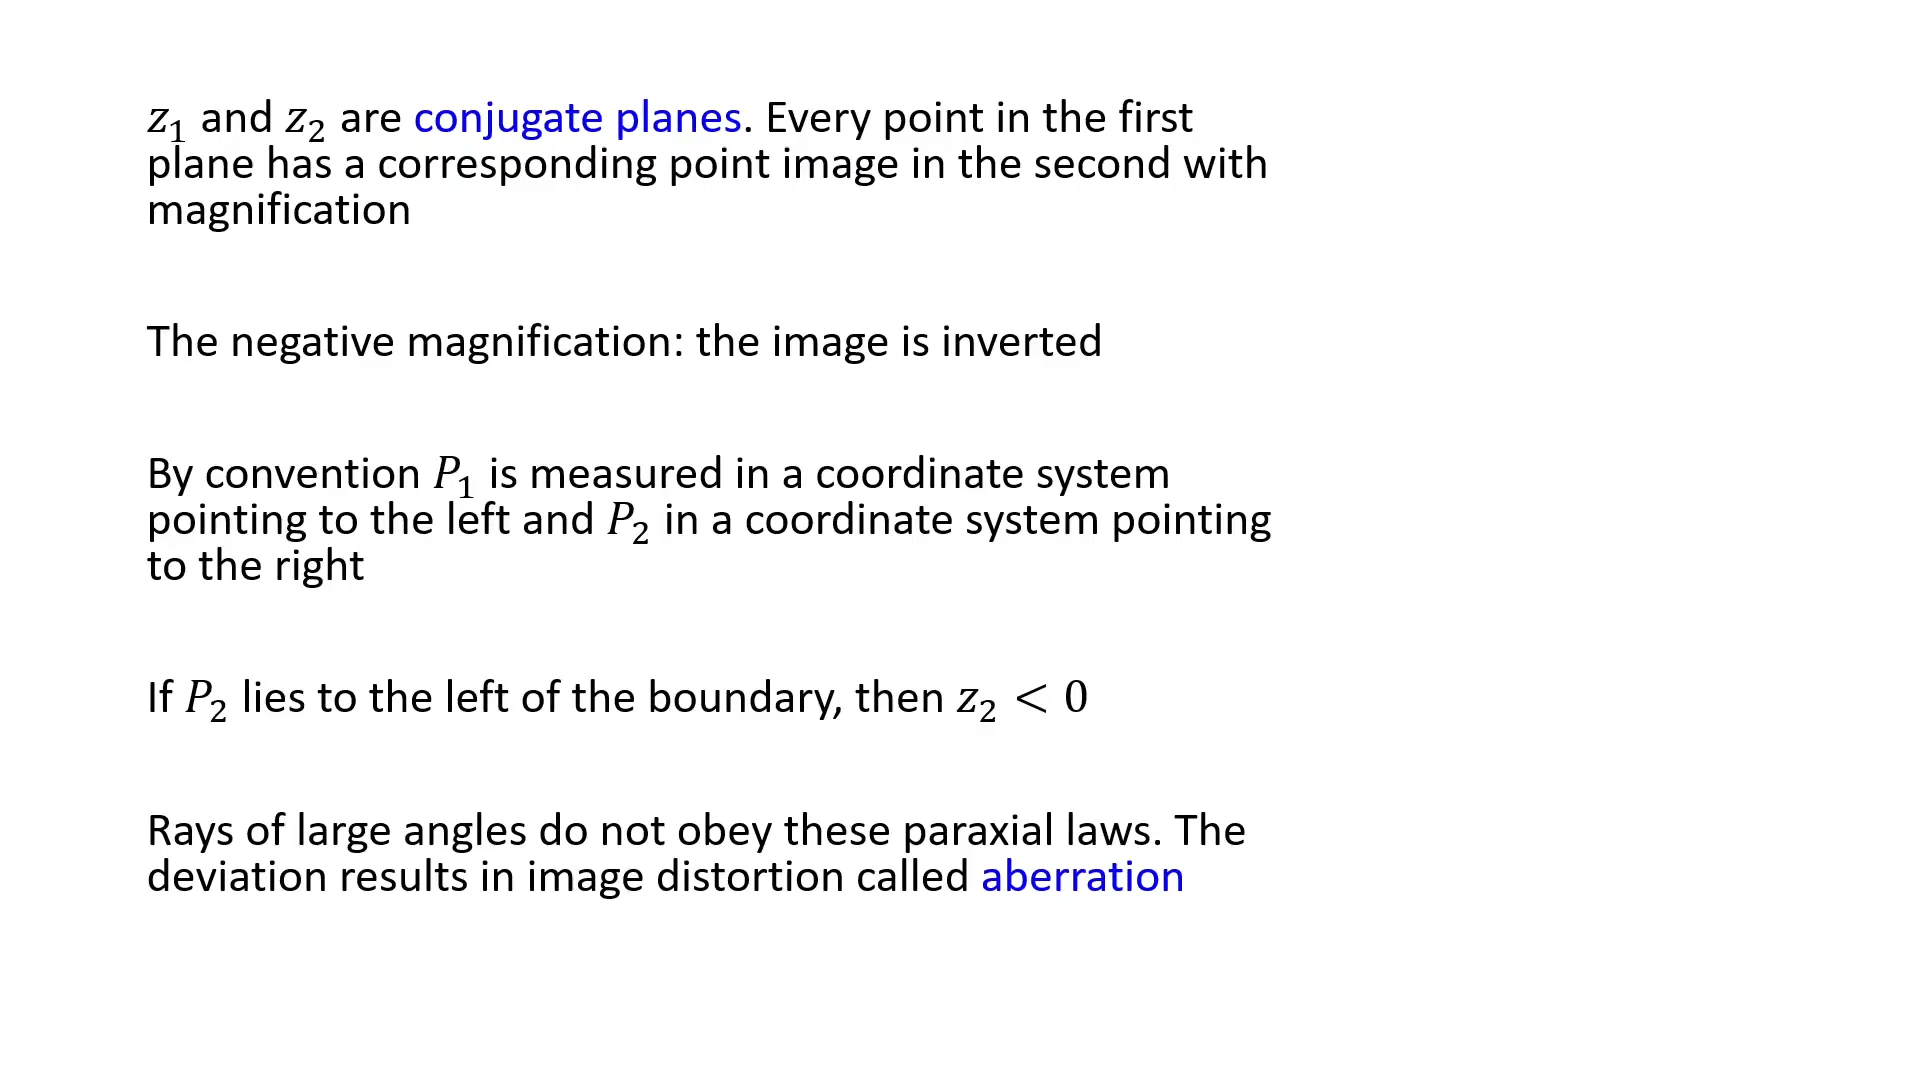 z₁ and z₂ are conjugate planes. Every point in the first
plane has a corresponding point image in the second with
magnification
The negative magnification: the image is inverted
By convention P₁ is measured in a coordinate system
pointing to the left and P₂ in a coordinate system pointing
to the right
If P₂ lies to the left of the boundary, then z₂ < 0
Rays of large angles do not obey these paraxial laws. The
deviation results in image distortion called aberration